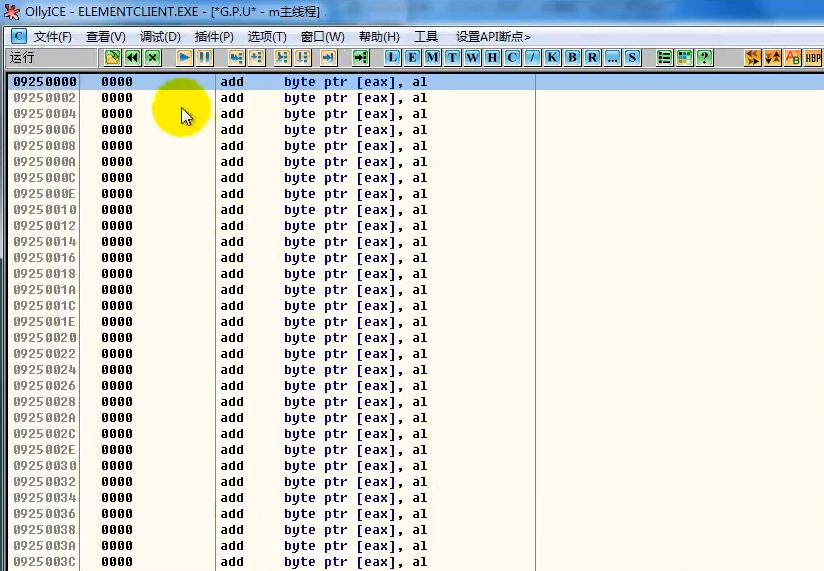 OllyICE - ELEMENTCLIENT.EXE - [*G.P.U* - m主线程]
C 文件(F) 查看(V) 调试(D) 插件(P) 选项(T) 窗口(W) 帮助(H) 工具 设置API断点>
运行 L E M T W H C / K B R ... S ? HBP
09250000 0000 add byte ptr [eax], al
09250002 0000 add byte ptr [eax], al
09250004 0000 add byte ptr [eax], al
09250006 0000 add byte ptr [eax], al
09250008 0000 add byte ptr [eax], al
0925000A 0000 add byte ptr [eax], al
0925000C 0000 add byte ptr [eax], al
0925000E 0000 add byte ptr [eax], al
09250010 0000 add byte ptr [eax], al
09250012 0000 add byte ptr [eax], al
09250014 0000 add byte ptr [eax], al
09250016 0000 add byte ptr [eax], al
09250018 0000 add byte ptr [eax], al
0925001A 0000 add byte ptr [eax], al
0925001C 0000 add byte ptr [eax], al
0925001E 0000 add byte ptr [eax], al
09250020 0000 add byte ptr [eax], al
09250022 0000 add byte ptr [eax], al
09250024 0000 add byte ptr [eax], al
09250026 0000 add byte ptr [eax], al
09250028 0000 add byte ptr [eax], al
0925002A 0000 add byte ptr [eax], al
0925002C 0000 add byte ptr [eax], al
0925002E 0000 add byte ptr [eax], al
09250030 0000 add byte ptr [eax], al
09250032 0000 add byte ptr [eax], al
09250034 0000 add byte ptr [eax], al
09250036 0000 add byte ptr [eax], al
09250038 0000 add byte ptr [eax], al
0925003A 0000 add byte ptr [eax], al
0925003C 0000 add byte ptr [eax], al